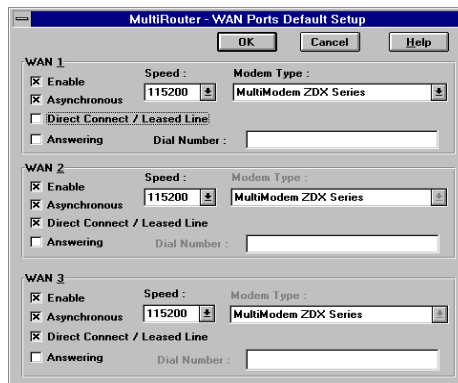 MultiRouter - WAN Ports Default Setup
OK Cancel Help
WAN 1
Enable Speed : Modem Type :
Asynchronous 115200 MultiModem ZDX Series
Direct Connect / Leased Line
Answering Dial Number :
WAN 2
Enable Speed : Modem Type :
Asynchronous 115200 MultiModem ZDX Series
Direct Connect / Leased Line
Answering Dial Number :
WAN 3
Enable Speed : Modem Type :
Asynchronous 115200 MultiModem ZDX Series
Direct Connect / Leased Line
Answering Dial Number :